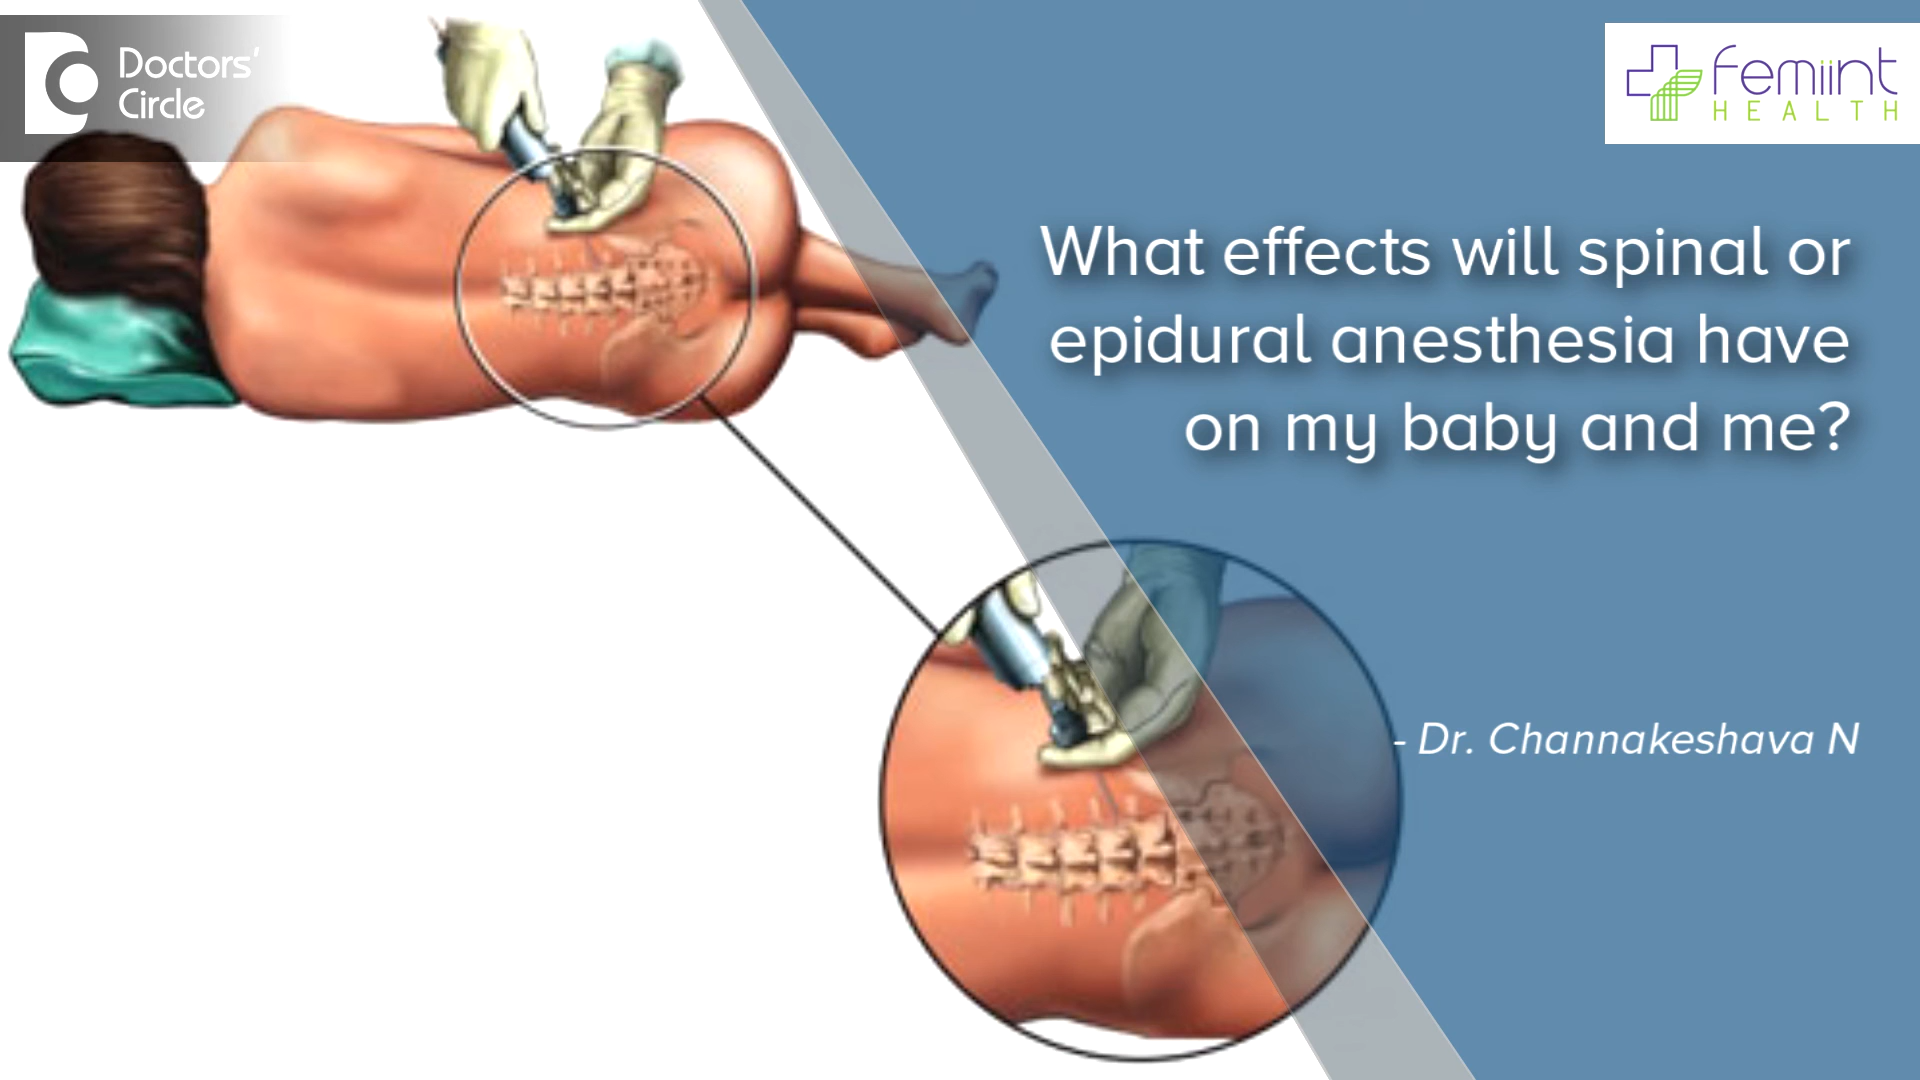 Doctors'
Circle
femiint
HEALTH
What effects will spinal or
epidural anesthesia have
on my baby and me?
- Dr. Channakeshava N